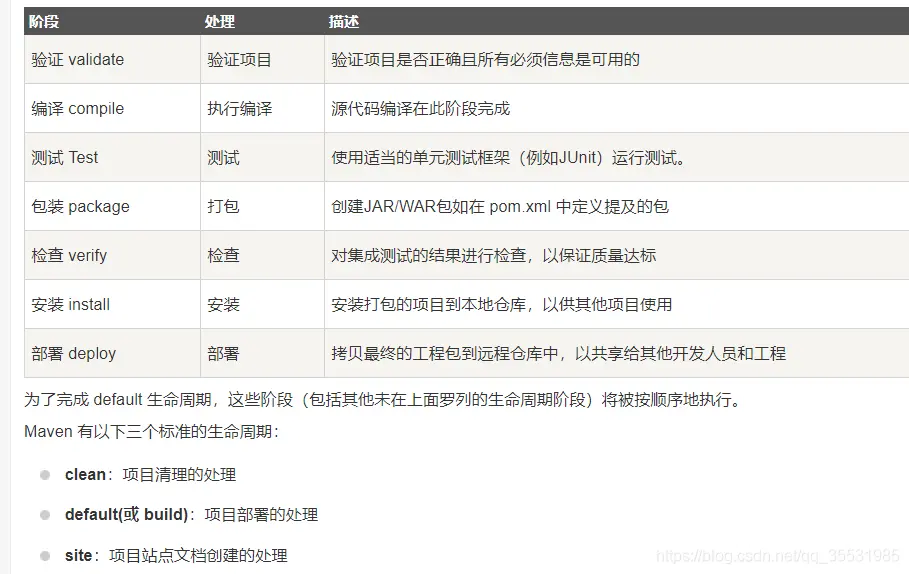 阶段 处理 描述
验证 validate 验证项目 验证项目是否正确且所有必须信息是可用的
编译 compile 执行编译 源代码编译在此阶段完成
测试 Test 测试 使用适当的单元测试框架（例如JUnit）运行测试。
包装 package 打包 创建JAR/WAR包如在 pom.xml 中定义提及的包
检查 verify 检查 对集成测试的结果进行检查，以保证质量达标
安装 install 安装 安装打包的项目到本地仓库，以供其他项目使用
部署 deploy 部署 拷贝最终的工程包到远程仓库中，以共享给其他开发人员和工程
为了完成 default 生命周期，这些阶段（包括其他未在上面罗列的生命周期阶段）将被按顺序地执行。
Maven 有以下三个标准的生命周期：
clean：项目清理的处理
default(或 build)：项目部署的处理
site：项目站点文档创建的处理
https://blog.csdn.net/qq_35531985